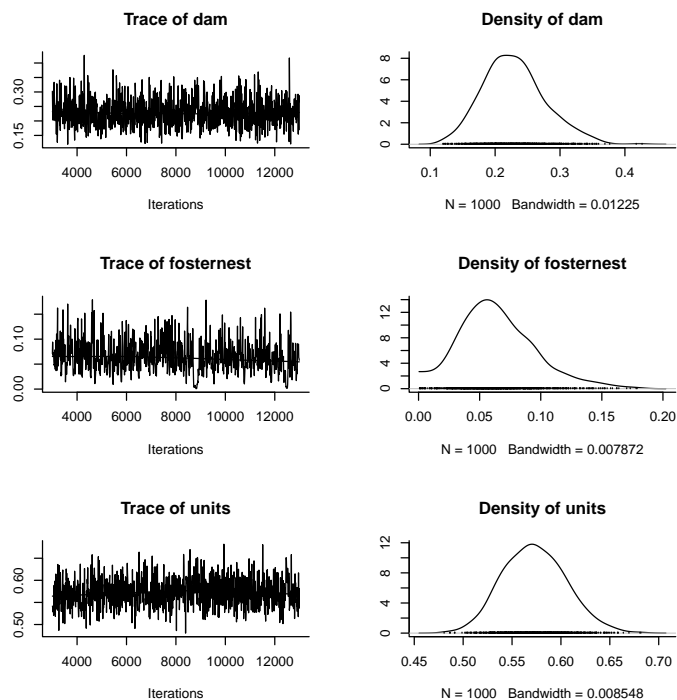 Trace of dam
0.15 0.30
4000 6000 8000 10000 12000
Iterations
Density of dam
0 2 4 6 8
0.1 0.2 0.3 0.4
N = 1000 Bandwidth = 0.01225
Trace of fosternest
0.00 0.10
4000 6000 8000 10000 12000
Iterations
Density of fosternest
0 4 8 12
0.00 0.05 0.10 0.15 0.20
N = 1000 Bandwidth = 0.007872
Trace of units
0.50 0.60
4000 6000 8000 10000 12000
Iterations
Density of units
0 4 8 12
0.45 0.50 0.55 0.60 0.65 0.70
N = 1000 Bandwidth = 0.008548